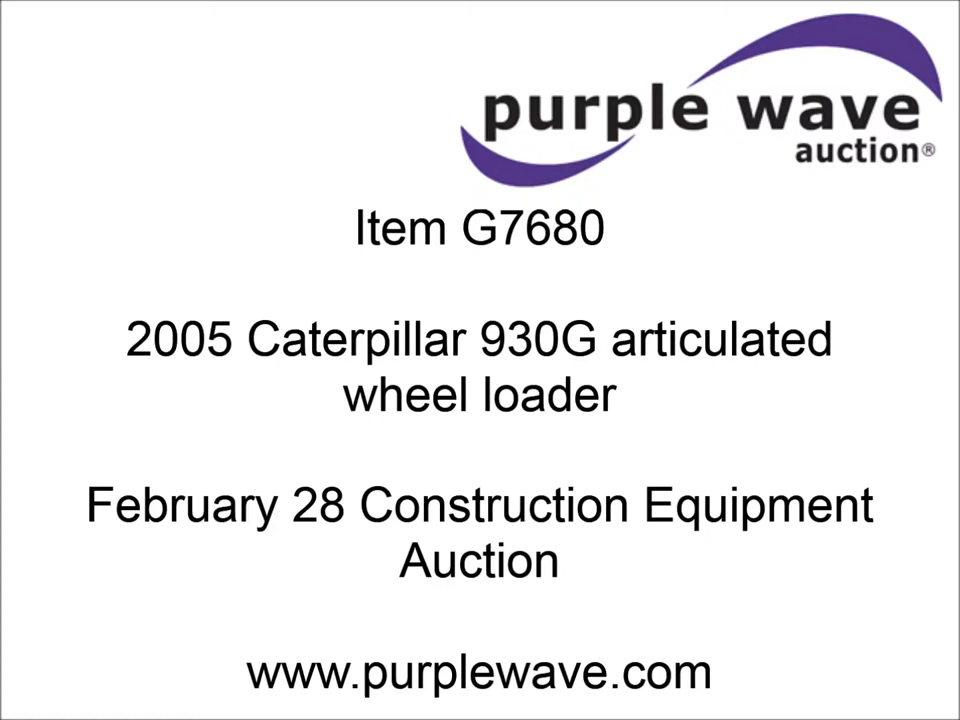 purple wave
auction®
Item G7680
2005 Caterpillar 930G articulated
wheel loader
February 28 Construction Equipment
Auction
www.purplewave.com